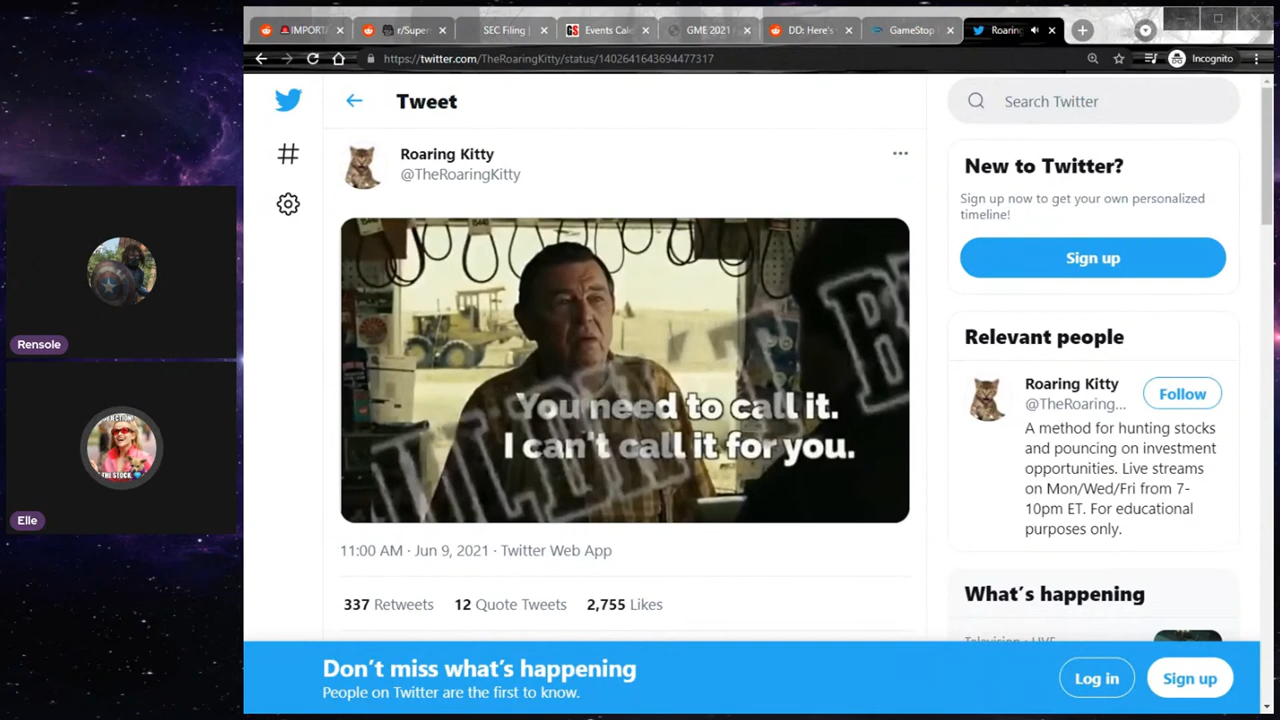 IMPORTA
r/Super
SEC Filing |
GS
Events Cale
GME 2021
DD: Here's
GameStop
Roaring
https://twitter.com/TheRoaringKitty/status/1402641643694477317
Incognito
Tweet
Search Twitter
Roaring Kitty
@TheRoaringKitty
New to Twitter?
Sign up now to get your own personalized
timeline!
Sign up
You need to call it.
I can't call it for you.
Relevant people
Roaring Kitty
@TheRoaring...
Follow
A method for hunting stocks
and pouncing on investment
opportunities. Live streams
on Mon/Wed/Fri from 7-
10pm ET. For educational
purposes only.
11:00 AM · Jun 9, 2021 · Twitter Web App
337 Retweets 12 Quote Tweets 2,755 Likes
What's happening
Television · LIVE
Don't miss what's happening
People on Twitter are the first to know.
Log in
Sign up
Rensole
THE STOCK
Elle